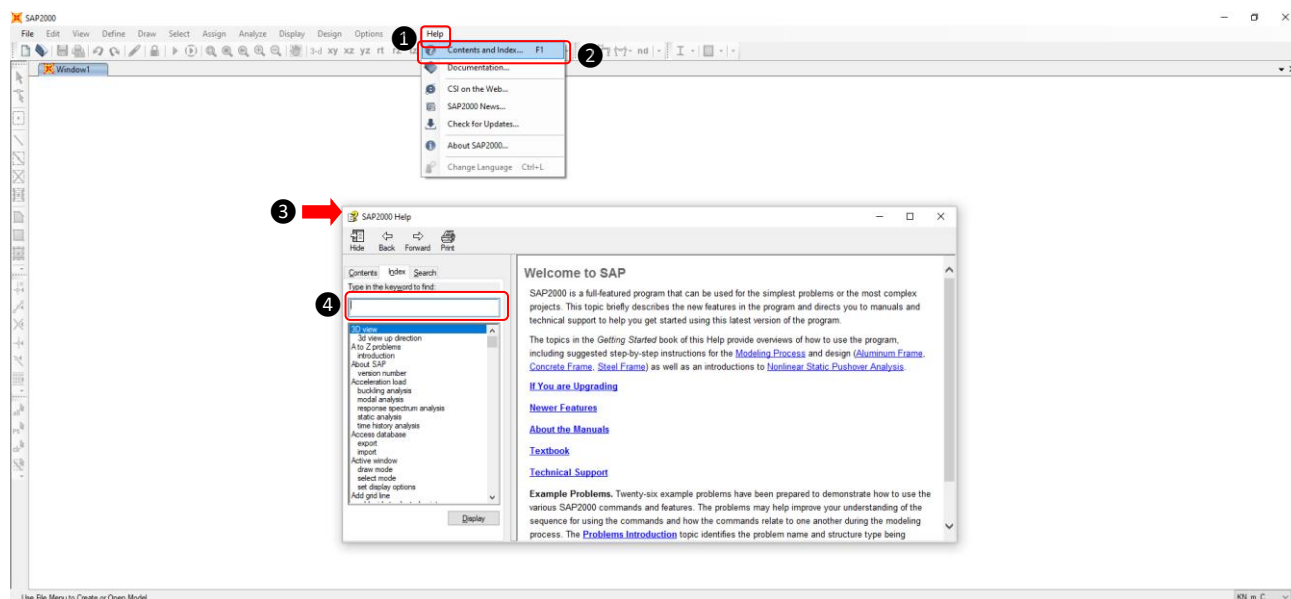 SAP2000
File Edit View Define Draw Select Assign Analyze Display Design Options Help
1
3-d xy xz yz rt rz
nd
Contents and Index... F1
2
Window1
Documentation...
CSI on the Web...
SAP2000 News...
Check for Updates...
About SAP2000...
Change Language Ctrl+L
3
SAP2000 Help
Hide Back Forward Print
Contents Index Search
Type in the keyword to find:
4
3D view
3d view up direction
A to Z problems
introduction
About SAP
version number
Acceleration load
buckling analysis
modal analysis
response spectrum analysis
static analysis
time history analysis
Access database
export
import
Active window
draw mode
select mode
set display options
Add grid line
Display
Welcome to SAP
SAP2000 is a full-featured program that can be used for the simplest problems or the most complex
projects. This topic briefly describes the new features in the program and directs you to manuals and
technical support to help you get started using this latest version of the program.
The topics in the Getting Started book of this Help provide overviews of how to use the program,
including suggested step-by-step instructions for the Modeling Process and design (Aluminum Frame,
Concrete Frame, Steel Frame) as well as an introductions to Nonlinear Static Pushover Analysis.
If You are Upgrading
Newer Features
About the Manuals
Textbook
Technical Support
Example Problems. Twenty-six example problems have been prepared to demonstrate how to use the
various SAP2000 commands and features. The problems may help improve your understanding of the
sequence for using the commands and how the commands relate to one another during the modeling
process. The Problems Introduction topic identifies the problem name and structure type being
Use File Menu to Create or Open Model
KN, m, C